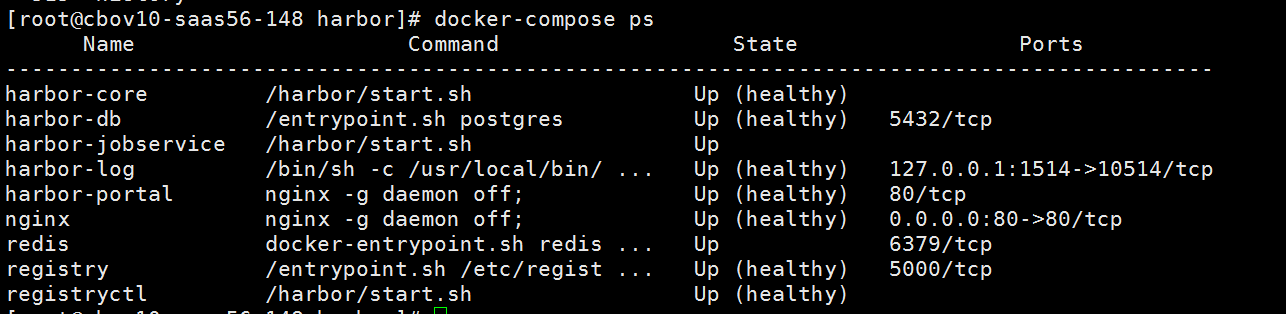 [root@cbov10-saas56-148 harbor]# docker-compose ps
Name Command State Ports
------------------------------------------------------------------------------------------------
harbor-core /harbor/start.sh Up (healthy)
harbor-db /entrypoint.sh postgres Up (healthy) 5432/tcp
harbor-jobservice /harbor/start.sh Up
harbor-log /bin/sh -c /usr/local/bin/ ... Up (healthy) 127.0.0.1:1514->10514/tcp
harbor-portal nginx -g daemon off; Up (healthy) 80/tcp
nginx nginx -g daemon off; Up (healthy) 0.0.0.0:80->80/tcp
redis docker-entrypoint.sh redis ... Up 6379/tcp
registry /entrypoint.sh /etc/regist ... Up (healthy) 5000/tcp
registryctl /harbor/start.sh Up (healthy)